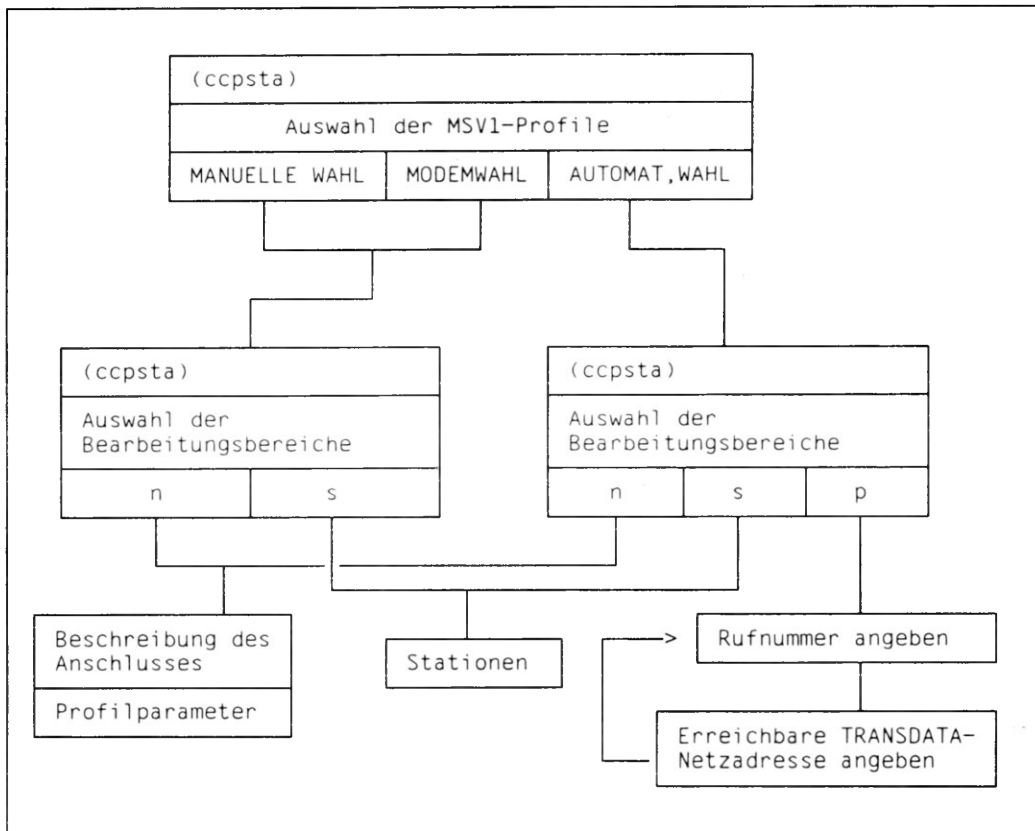 (ccpsta)
Auswahl der MSV1-Profile
MANUELLE WAHL
MODEMWAHL
AUTOMAT,WAHL
(ccpsta)
Auswahl der
Bearbeitungsbereiche
n
s
(ccpsta)
Auswahl der
Bearbeitungsbereiche
n
s
p
Beschreibung des
Anschlusses
Profilparameter
Stationen
>
Rufnummer angeben
Erreichbare TRANSDATA-
Netzadresse angeben